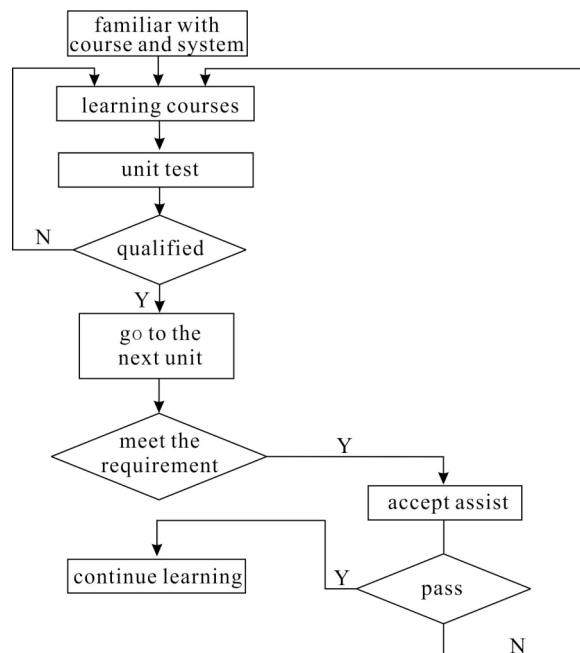 familiar with
course and system
learning courses
unit test
N
qualified
Y
go to the
next unit
meet the
requirement
Y
accept assist
continue learning
Y
pass
N